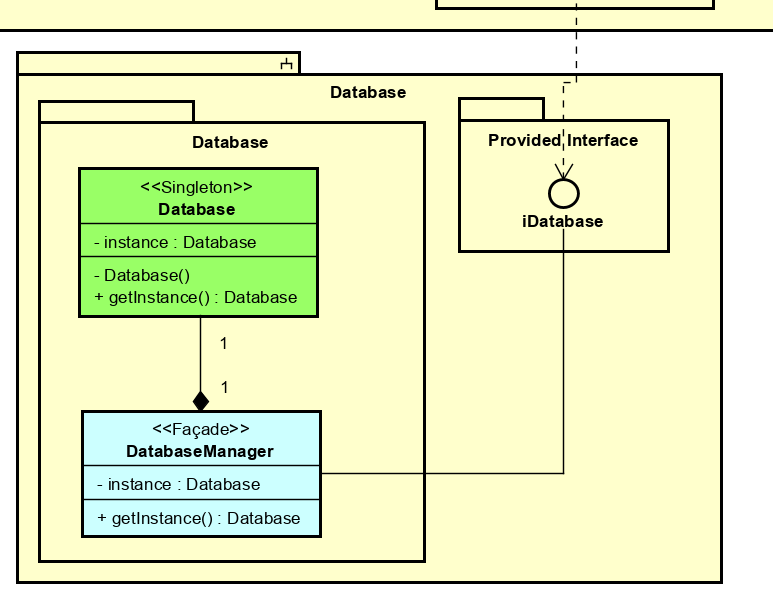 Database
Database
Provided Interface
<<Singleton>>
Database
- instance : Database
- Database()
+ getInstance() : Database
iDatabase
1
1
<<Façade>>
DatabaseManager
- instance : Database
+ getInstance() : Database